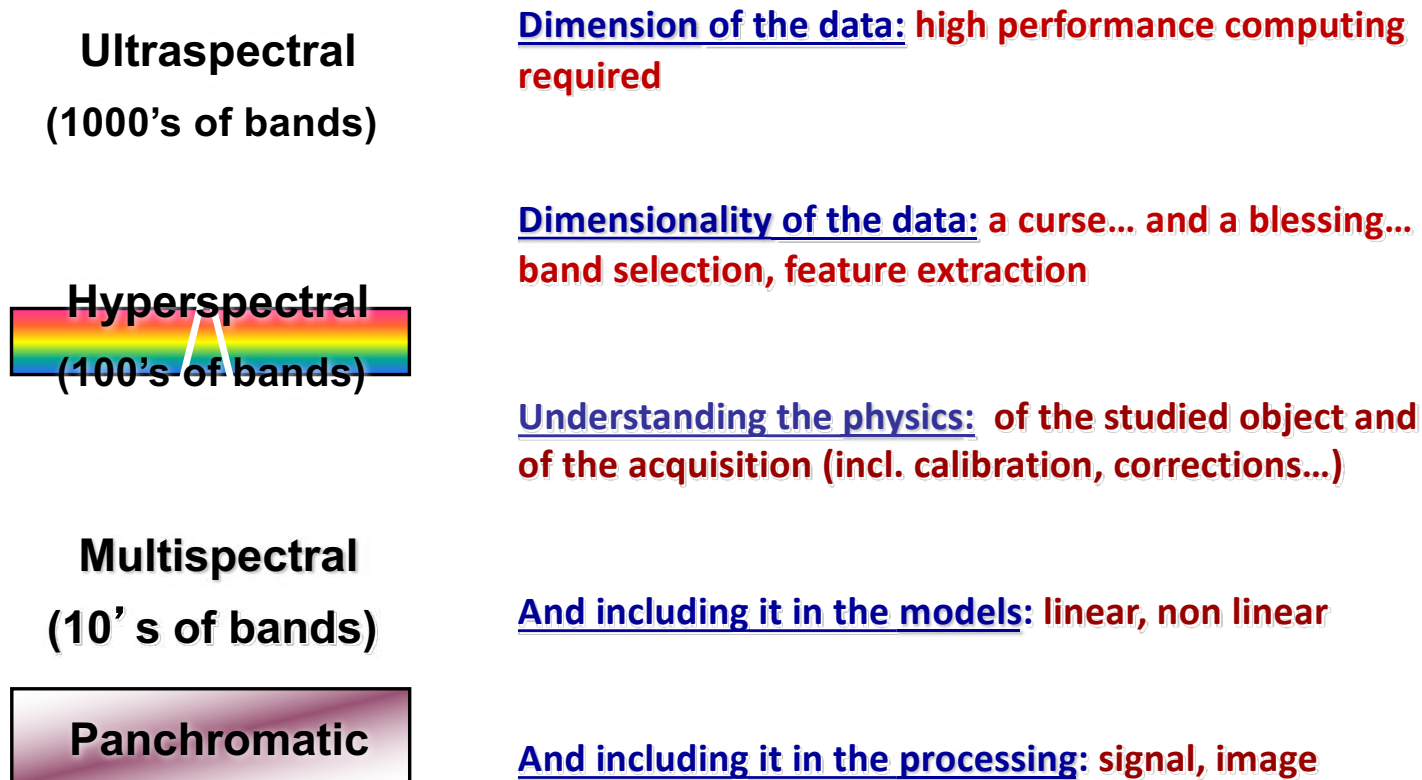 Ultraspectral
(1000’s of bands)
Hyperspectral
(100’s of bands)
Multispectral
(10’ s of bands)
Panchromatic
Dimension of the data: high performance computing
required
Dimensionality of the data: a curse... and a blessing...
band selection, feature extraction
Understanding the physics: of the studied object and
of the acquisition (incl. calibration, corrections...)
And including it in the models: linear, non linear
And including it in the processing: signal, image